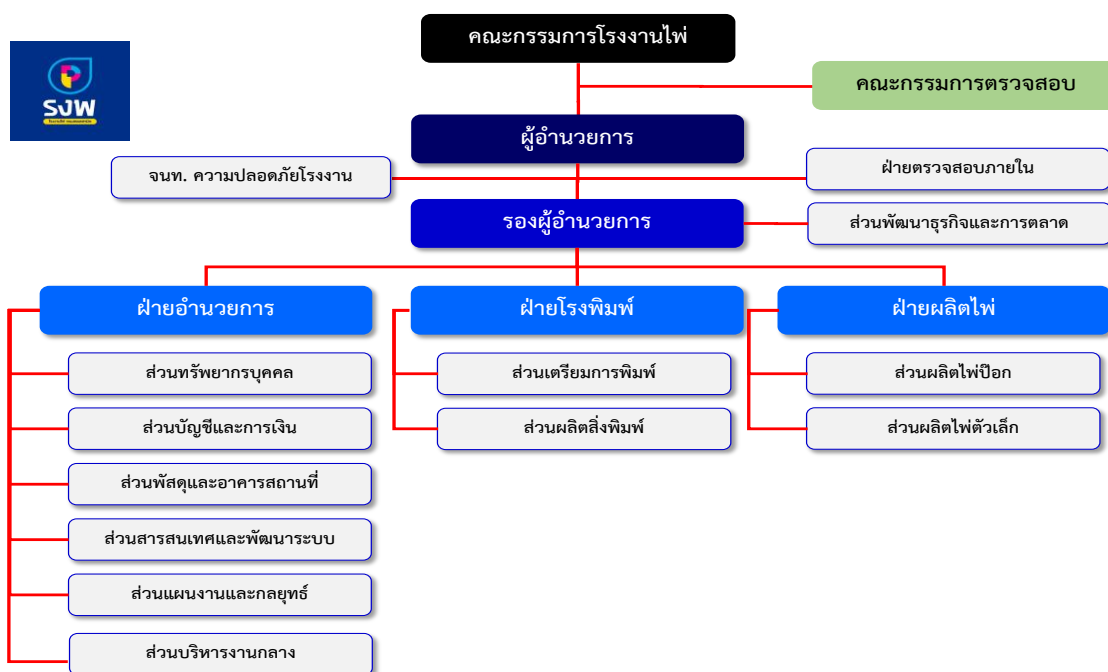 คณะกรรมการโรงงานไพ่
รงพ
คณะกรรมการตรวจสอบ
ผู้อำนวยการ
จนท. ความปลอดภัยโรงงาน
ฝ่ายตรวจสอบภายใน
รองผู้อำนวยการ
ส่วนพัฒนาธุรกิจและการตลาด
ฝ่ายอำนวยการ
ฝ่ายโรงพิมพ์
ฝ่ายผลิตไพ่
ส่วนทรัพยากรบุคคล
ส่วนเตรียมการพิมพ์
ส่วนผลิตไพ่ป๊อก
ส่วนบัญชีและการเงิน
ส่วนผลิตสิ่งพิมพ์
ส่วนผลิตไพ่ตัวเล็ก
ส่วนพัสดุและอาคารสถานที่
ส่วนสารสนเทศและพัฒนาระบบ
ส่วนแผนงานและกลยุทธ์
ส่วนบริหารงานกลาง